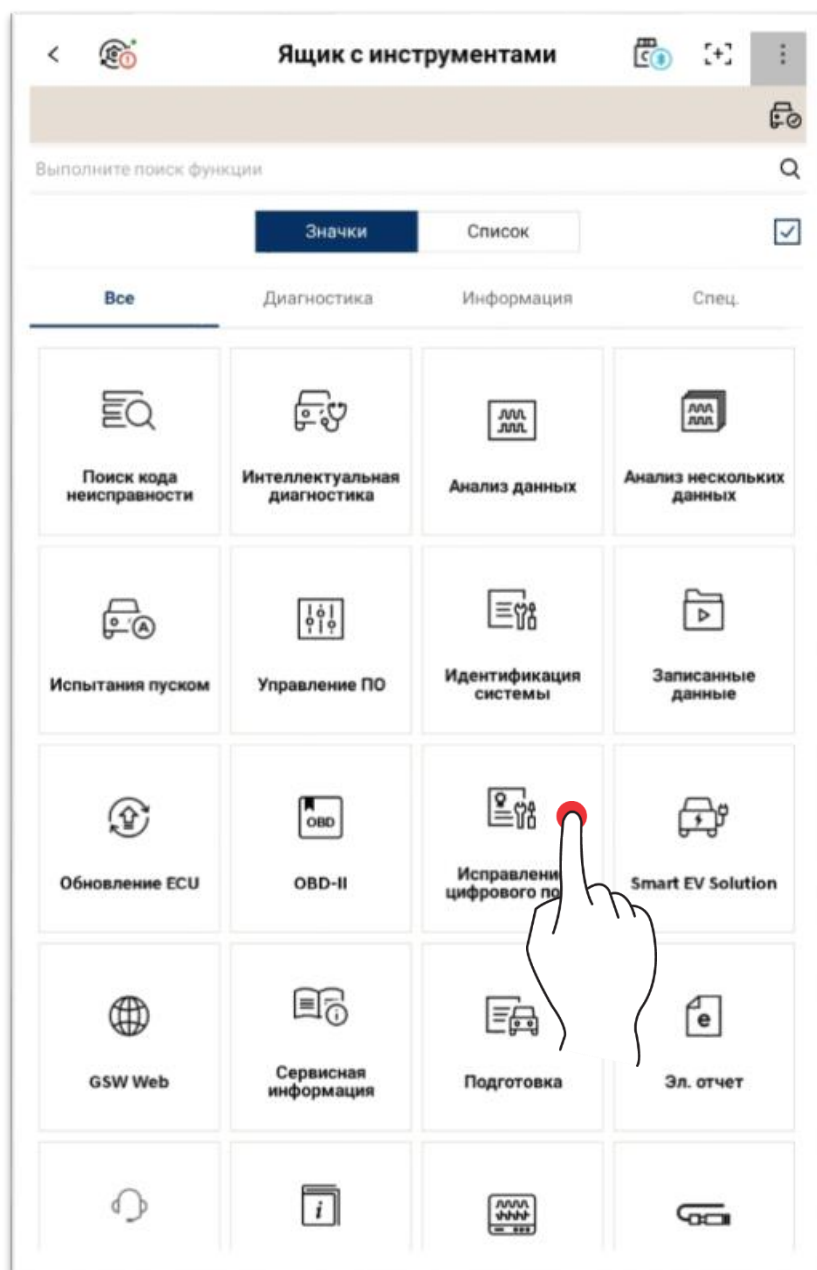 Ящик с инструментами
Выполните поиск функции
Значки
Список
Все
Диагностика
Информация
Спец.
Поиск кода
неисправности
Интеллектуальная
диагностика
Анализ данных
Анализ нескольких
данных
A
Испытания пуском
Управление ПО
Идентификация
системы
Записанные
данные
Обновление ECU
OBD
OBD-II
цифрового
Smart EV Solution
GSW Web
Сервисная
информация
Подготовка
e
Эл. отчет
i